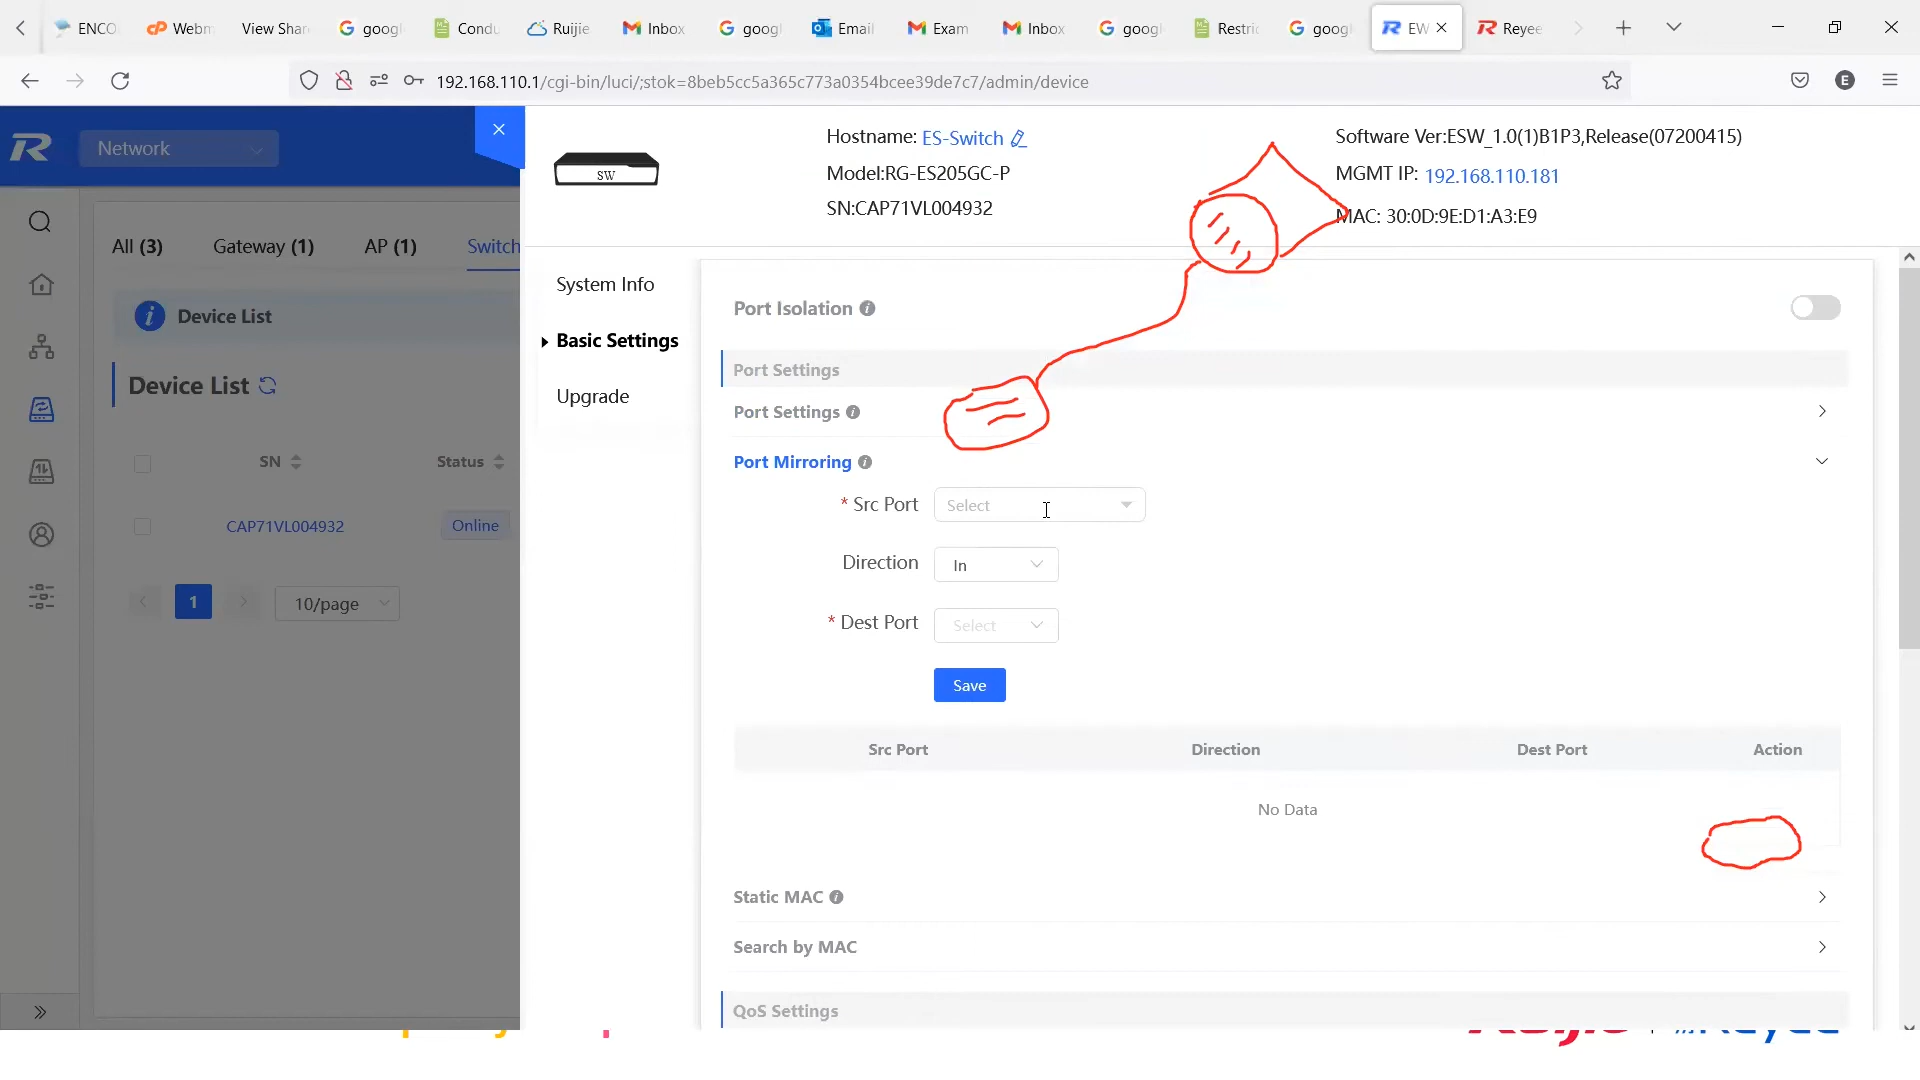 ENCO
Webm
View Shar
googl
Condu
Ruijie
Inbox
googl
Email
Exam
Inbox
googl
Restric
googl
EW
Reyee
192.168.110.1/cgi-bin/luci/;stok=8beb5cc5a365c773a0354bcee39de7c7/admin/device
E
Network
SW
Hostname: ES-Switch
Software Ver:ESW_1.0(1)B1P3,Release(07200415)
Model:RG-ES205GC-P
MGMT IP: 192.168.110.181
SN:CAP71VL004932
MAC: 30:0D:9E:D1:A3:E9
All (3)
Gateway (1)
AP (1)
Switch
Device List
Device List
SN
Status
CAP71VL004932
Online
1
10/page
System Info
Basic Settings
Upgrade
Port Isolation
Port Settings
Port Settings
Port Mirroring
* Src Port
Select
Direction
In
* Dest Port
Select
Save
Src Port
Direction
Dest Port
Action
No Data
Static MAC
Search by MAC
QoS Settings